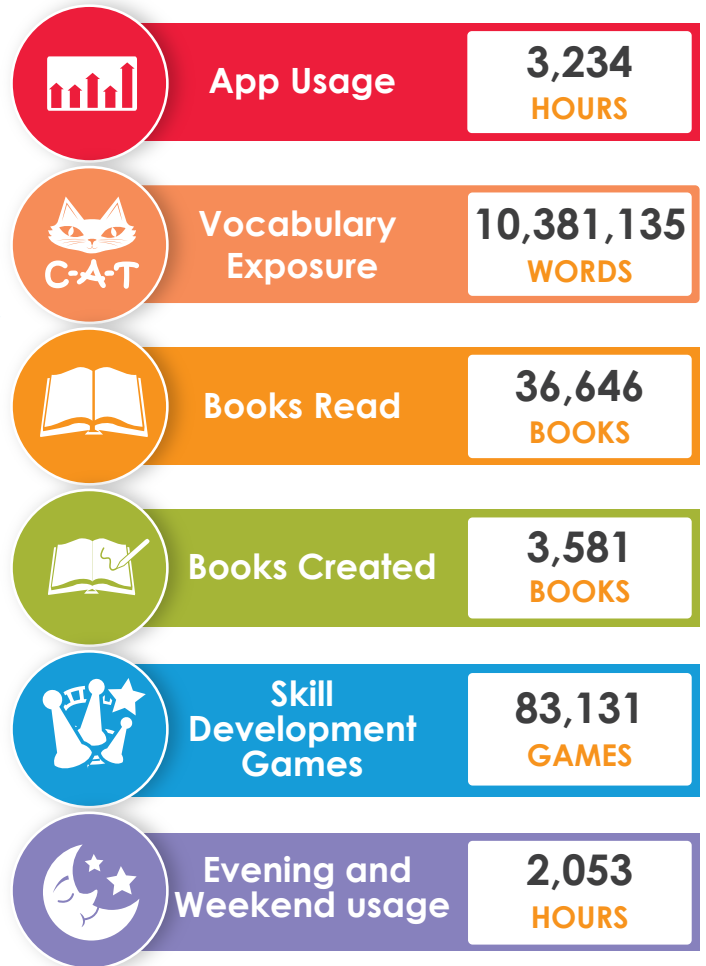 App Usage
3,234
HOURS
C-A-T
Vocabulary
Exposure
10,381,135
WORDS
Books Read
36,646
BOOKS
Books Created
3,581
BOOKS
Skill
Development
Games
83,131
GAMES
Evening and
Weekend usage
2,053
HOURS